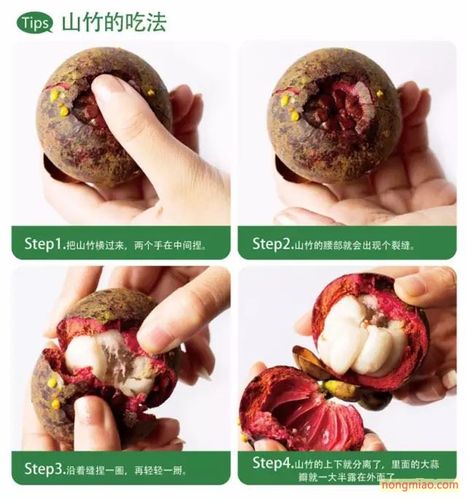 Tips 山竹的吃法
Step1.把山竹横过来，两个手在中间捏。
Step2.山竹的腰部就会出现个裂缝。
Step3.沿着缝捏一圈，再轻轻一掰。
Step4.山竹的上下就分离了，里面的大蒜
瓣就一大半露在外面了。
nongmiao.com